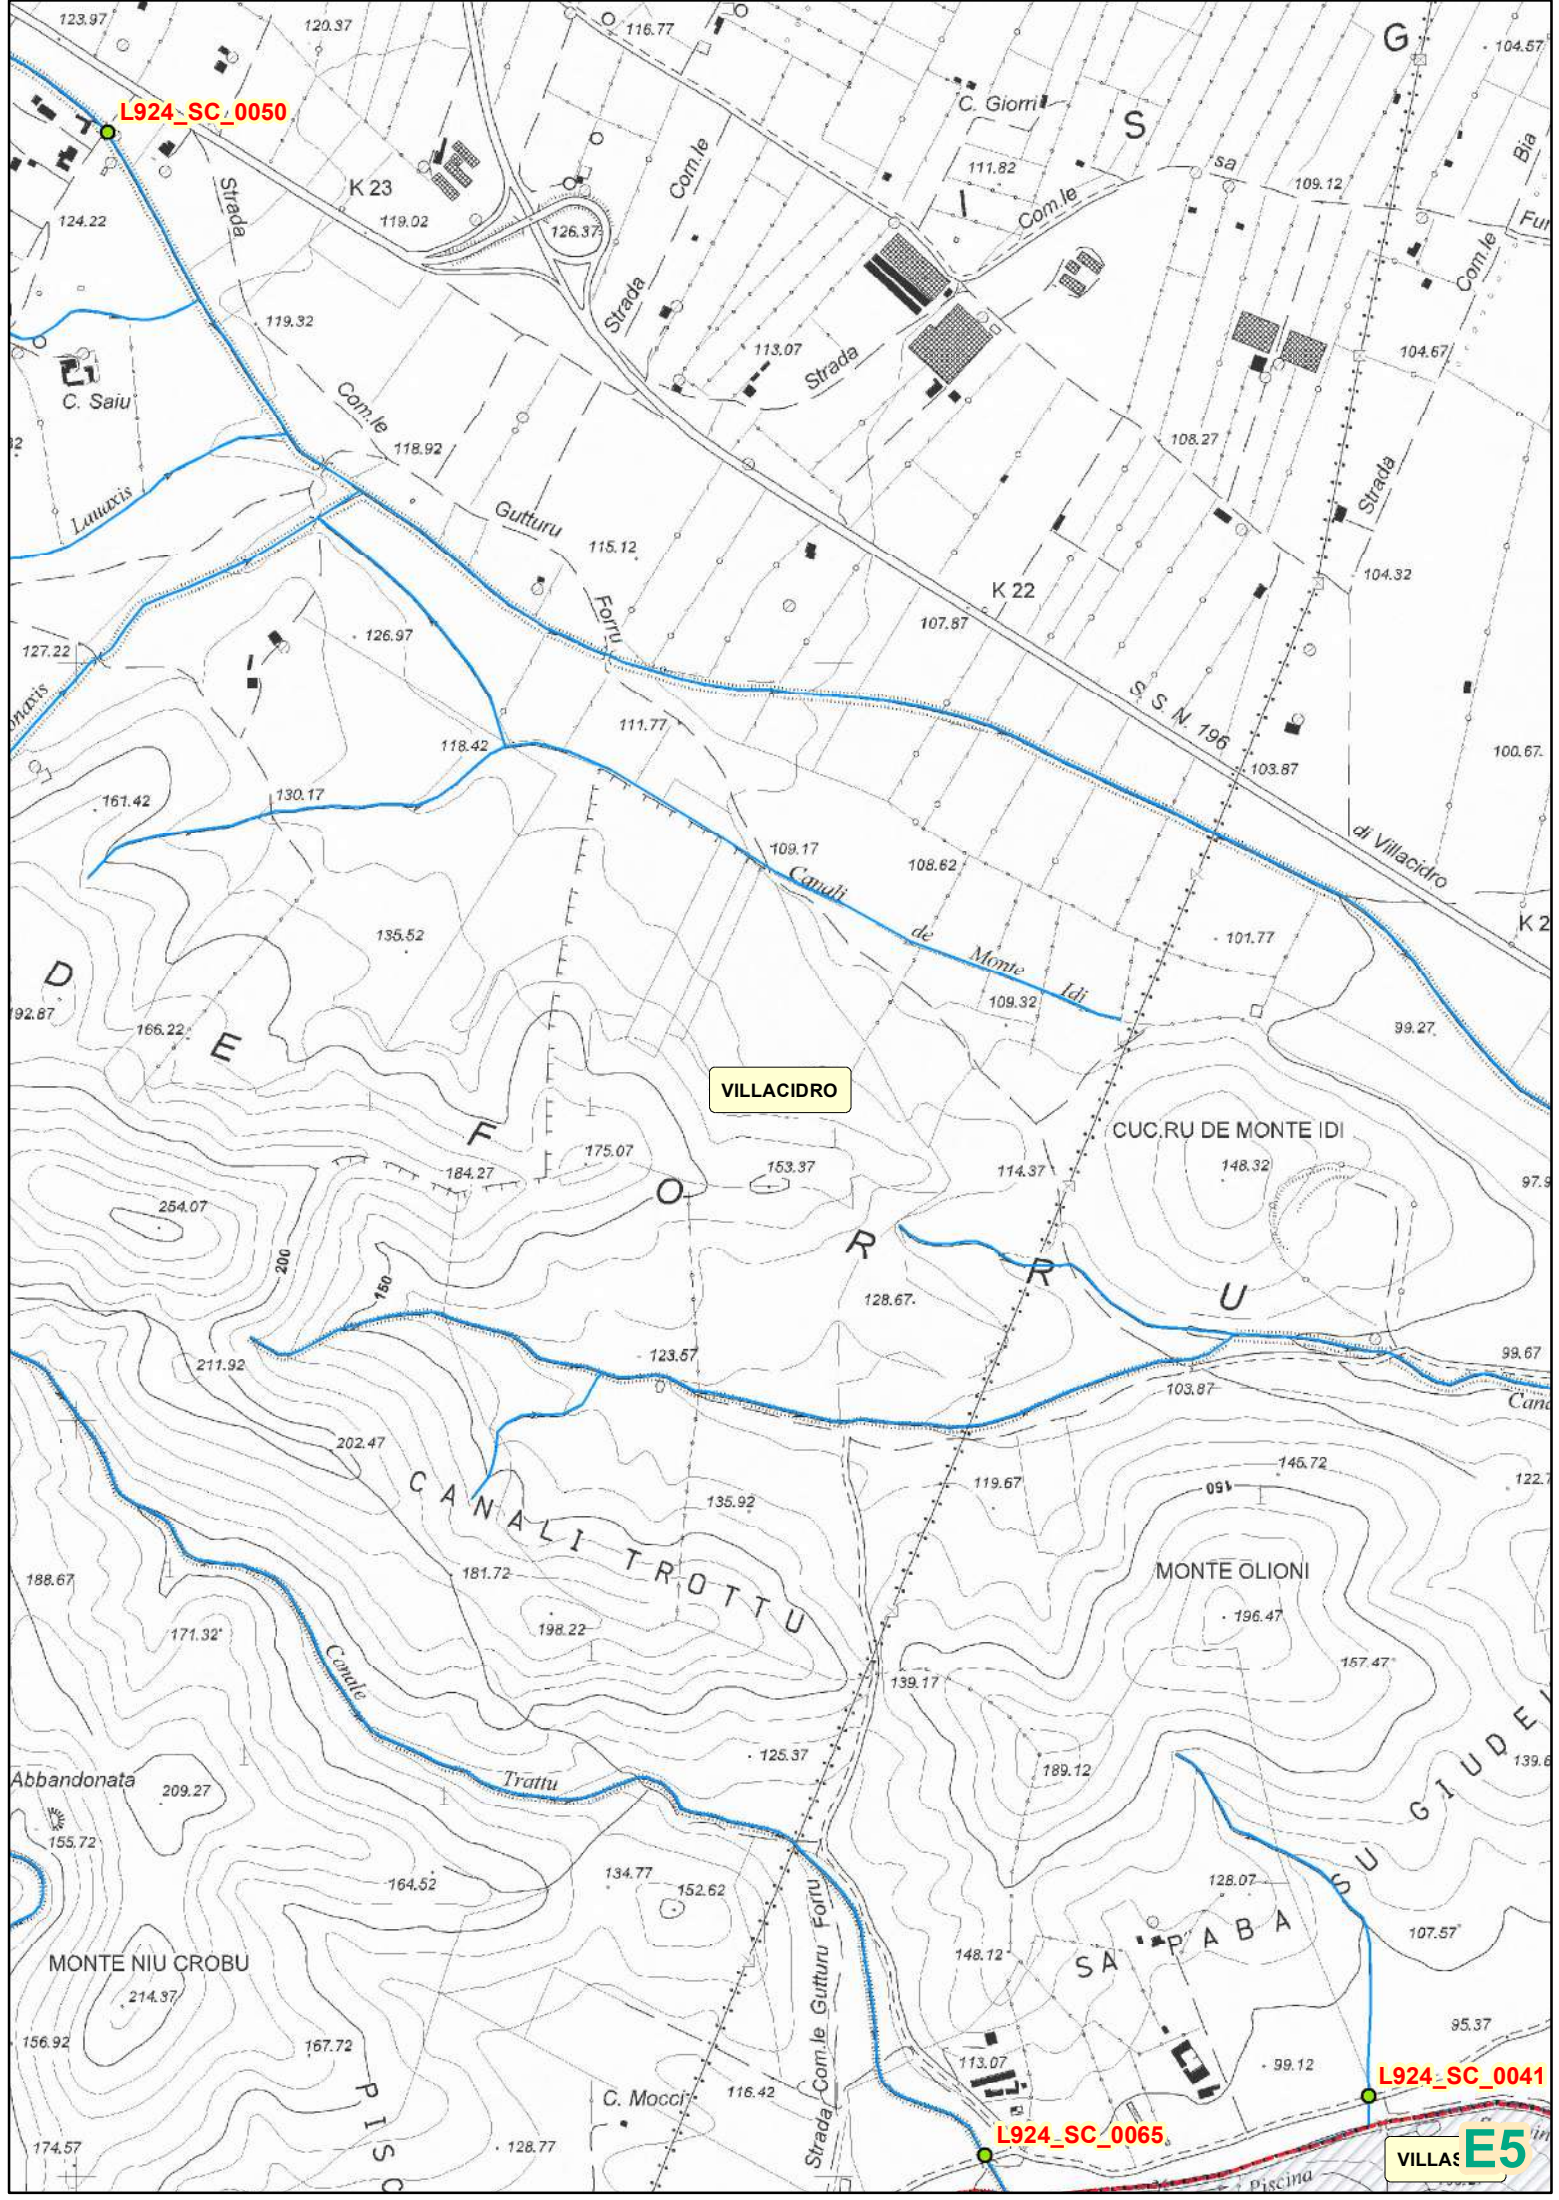 123.97
120.37
116.77
G
104.57
L924_SC_0050
C. Giorri
S
Bia
Com.le
111.82
sa
109.12
K 23
Strada
119.02
124.22
126.37
Com.le
Com.le
Strada
119.32
113.07
Strada
104.67
C. Saiu
Com.le
118.92
108.27
Strada
Lauaxis
Gutturu
115.12
104.32
K 22
Forru
107.87
126.97
127.22
S. S. N. 196
111.77
118.42
100.67
103.87
161.42
130.17
di Villacidro
109.17
108.62
Canali
K 2
de
101.77
135.52
Monte
D
Idi
192.87
109.32
99.27
166.22
E
VILLACIDRO
F
CUC.RU DE MONTE IDI
175.07
184.27
153.37
114.37
148.32
O
254.07
R
R
200
150
128.67
U
123.57
99.67
211.92
103.87
202.47
145.72
119.67
150
CANALI TROTTU
135.92
MONTE OLIONI
188.67
181.72
196.47
198.22
171.32
157.47
Canale
139.17
125.37
189.12
Trattu
Abbandonata
209.27
SU GIUDEI
155.72
134.77
164.52
152.62
128.07
107.57
MONTE NIU CROBU
148.12
SA PABA
214.37
Strada Com.le Gutturu Forru
156.92
167.72
95.37
113.07
99.12
L924_SC_0041
C. Mocci
116.42
PISC
L924_SC_0065
174.57
128.77
VILLAS
E5
Piscina